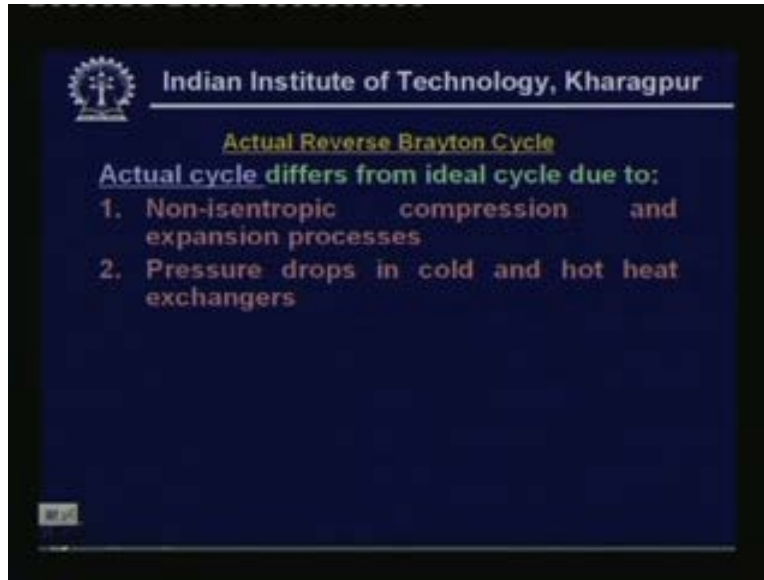 Indian Institute of Technology, Kharagpur
Actual Reverse Brayton Cycle
Actual cycle differs from ideal cycle due to:
1. Non-isentropic compression and
expansion processes
2. Pressure drops in cold and hot heat
exchangers